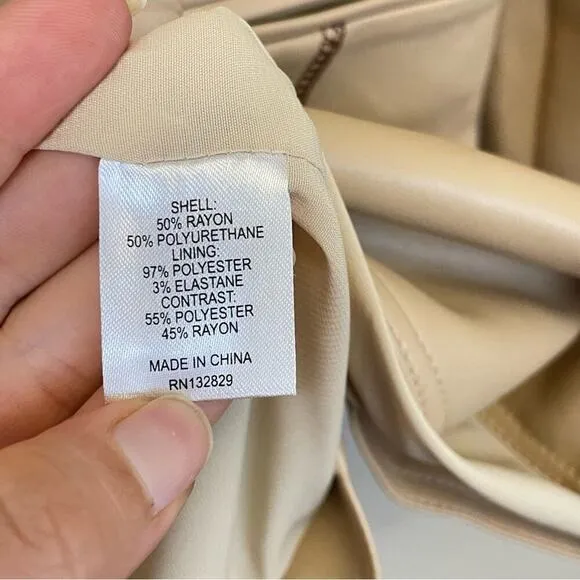 SHELL:
50% RAYON
50% POLYURETHANE
LINING:
97% POLYESTER
3% ELASTANE
CONTRAST:
55% POLYESTER
45% RAYON
MADE IN CHINA
RN132829